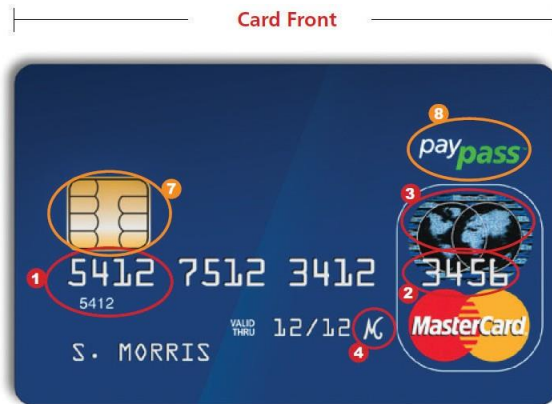 Card Front
8
paypass
7
3
1
5412 7512 3412 3456
5412
2
VALID THRU 12/12 MC
4
MasterCard
S. MORRIS